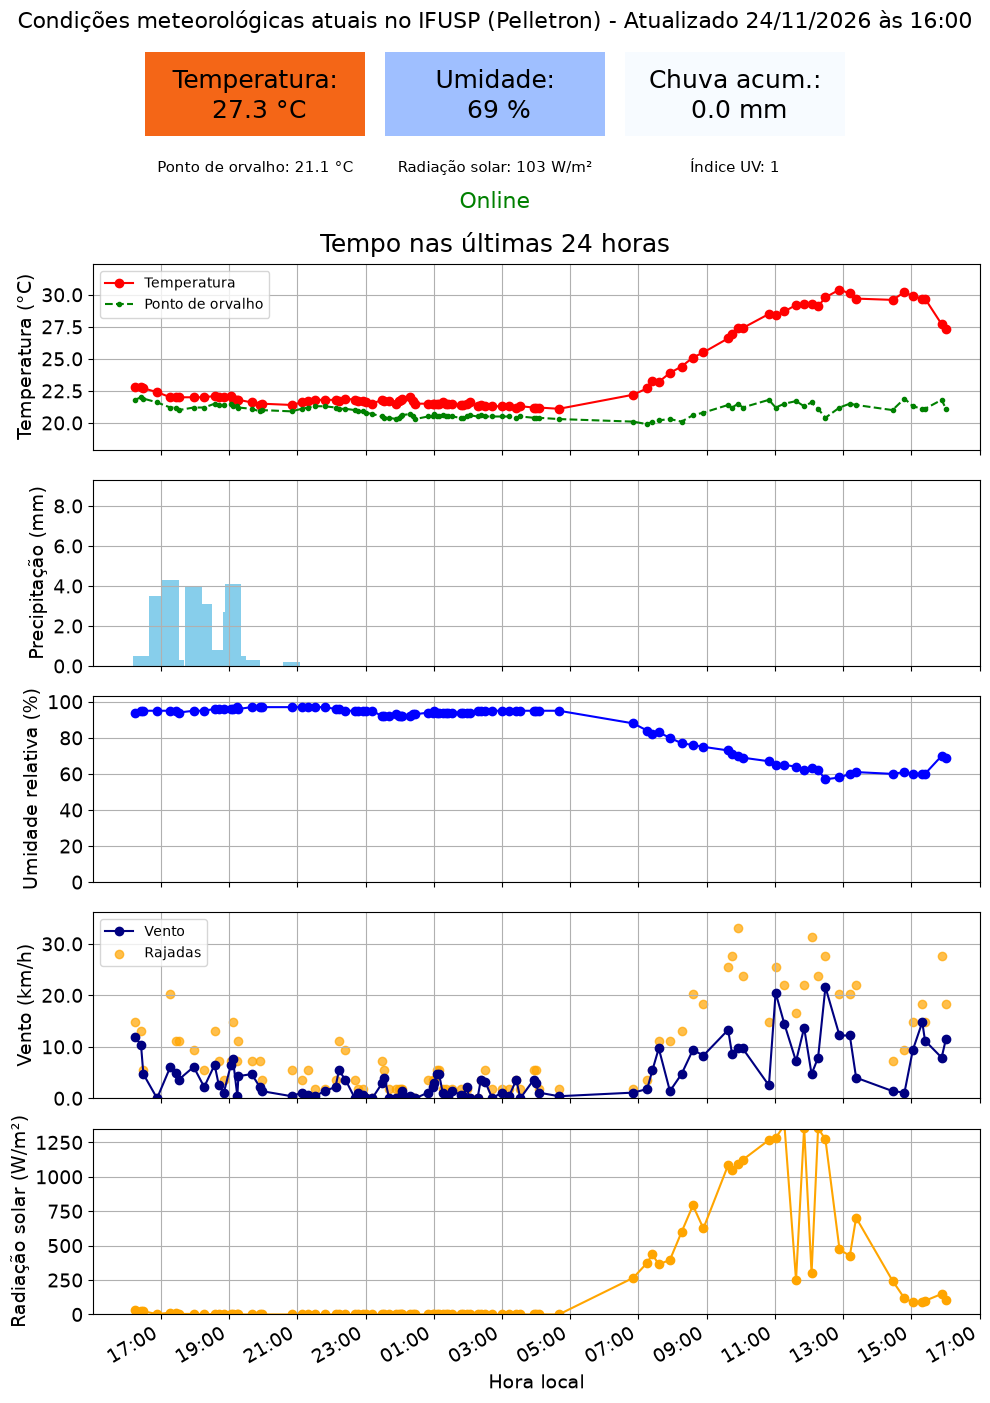 Condições meteorológicas atuais no IFUSP (Pelletron) - Atualizado 24/11/2026 às 16:00
Temperatura:
27.3 °C
Umidade:
69 %
Chuva acum.:
0.0 mm
Ponto de orvalho: 21.1 °C
Radiação solar: 103 W/m²
Índice UV: 1
Online
Tempo nas últimas 24 horas
Temperatura (°C)
30.0
27.5
25.0
22.5
20.0
Temperatura
Ponto de orvalho
Precipitação (mm)
8.0
6.0
4.0
2.0
0.0
Umidade relativa (%)
100
80
60
40
20
0
Vento (km/h)
30.0
20.0
10.0
0.0
Vento
Rajadas
Radiação solar (W/m²)
1250
1000
750
500
250
0
17:00
19:00
21:00
23:00
01:00
03:00
05:00
07:00
09:00
11:00
13:00
15:00
17:00
Hora local